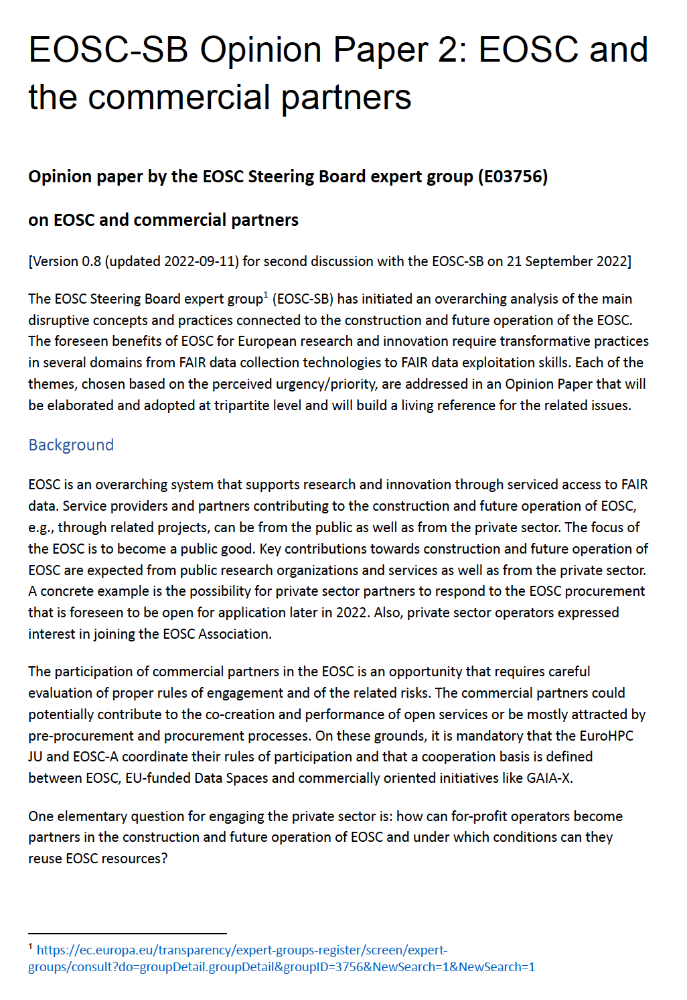 EOSC-SB Opinion Paper 2: EOSC and
the commercial partners
Opinion paper by the EOSC Steering Board expert group (E03756)
on EOSC and commercial partners
[Version 0.8 (updated 2022-09-11) for second discussion with the EOSC-SB on 21 September 2022]
The EOSC Steering Board expert group1 (EOSC-SB) has initiated an overarching analysis of the main
disruptive concepts and practices connected to the construction and future operation of the EOSC.
The foreseen benefits of EOSC for European research and innovation require transformative practices
in several domains from FAIR data collection technologies to FAIR data exploitation skills. Each of the
themes, chosen based on the perceived urgency/priority, are addressed in an Opinion Paper that will
be elaborated and adopted at tripartite level and will build a living reference for the related issues.
Background
EOSC is an overarching system that supports research and innovation through serviced access to FAIR
data. Service providers and partners contributing to the construction and future operation of EOSC,
e.g., through related projects, can be from the public as well as from the private sector. The focus of
the EOSC is to become a public good. Key contributions towards construction and future operation of
EOSC are expected from public research organizations and services as well as from the private sector.
A concrete example is the possibility for private sector partners to respond to the EOSC procurement
that is foreseen to be open for application later in 2022. Also, private sector operators expressed
interest in joining the EOSC Association.
The participation of commercial partners in the EOSC is an opportunity that requires careful
evaluation of proper rules of engagement and of the related risks. The commercial partners could
potentially contribute to the co-creation and performance of open services or be mostly attracted by
pre-procurement and procurement processes. On these grounds, it is mandatory that the EuroHPC
JU and EOSC-A coordinate their rules of participation and that a cooperation basis is defined
between EOSC, EU-funded Data Spaces and commercially oriented initiatives like GAIA-X.
One elementary question for engaging the private sector is: how can for-profit operators become
partners in the construction and future operation of EOSC and under which conditions can they
reuse EOSC resources?
1 https://ec.europa.eu/transparency/expert-groups-register/screen/expert-
groups/consult?do=groupDetail.groupDetail&groupID=3756&NewSearch=1&NewSearch=1